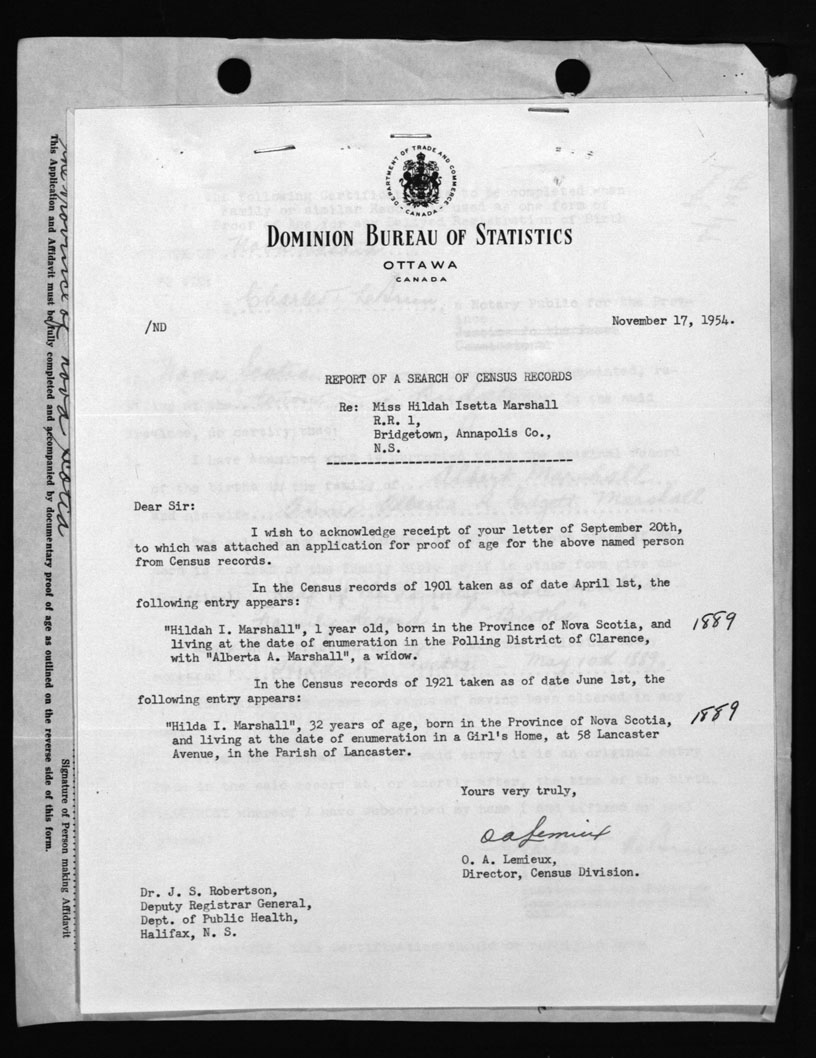 DEPARTMENT OF TRADE AND COMMERCE
CANADA
DOMINION BUREAU OF STATISTICS
OTTAWA
CANADA
/ND
November 17, 1954.
REPORT OF A SEARCH OF CENSUS RECORDS
Re: Miss Hildah Isetta Marshall
R.R. 1,
Bridgetown, Annapolis Co.,
N.S.
Dear Sir:
I wish to acknowledge receipt of your letter of September 20th,
to which was attached an application for proof of age for the above named person
from Census records.
In the Census records of 1901 taken as of date April 1st, the
following entry appears:
"Hildah I. Marshall", 1 year old, born in the Province of Nova Scotia, and 1889
living at the date of enumeration in the Polling District of Clarence,
with "Alberta A. Marshall", a widow.
In the Census records of 1921 taken as of date June 1st, the
following entry appears:
"Hilda I. Marshall", 32 years of age, born in the Province of Nova Scotia, 1889
and living at the date of enumeration in a Girl's Home, at 58 Lancaster
Avenue, in the Parish of Lancaster.
Yours very truly,
O A Lemieux
O. A. Lemieux,
Director, Census Division.
Dr. J. S. Robertson,
Deputy Registrar General,
Dept. of Public Health,
Halifax, N. S.
the Province of Nova Scotia
Signature of Person making Affidavit
This Application and Affidavit must be fully completed and accompanied by documentary proof of age as outlined on the reverse side of this form.